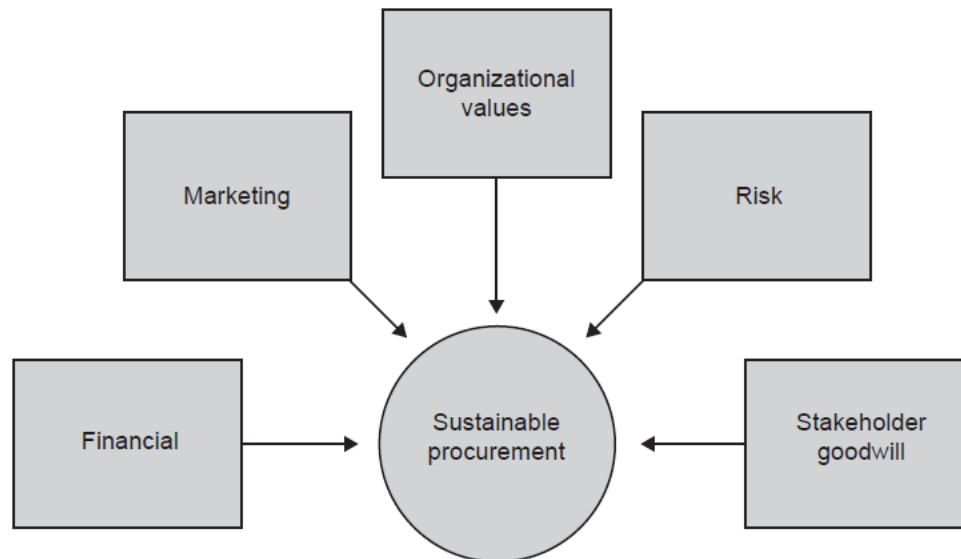 Organizational
values
Marketing
Risk
Financial
Sustainable
procurement
Stakeholder
goodwill